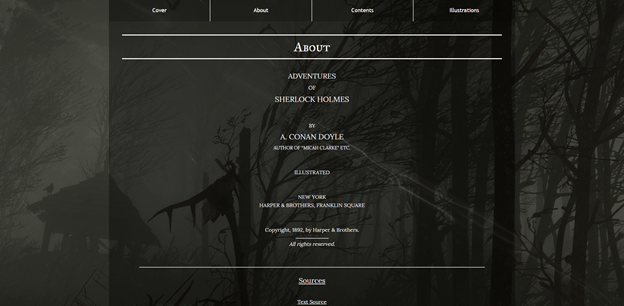 Cover
About
Contents
Illustrations
About
ADVENTURES
OF
SHERLOCK HOLMES
BY
A. CONAN DOYLE
AUTHOR OF "MICAH CLARKE" ETC.
ILLUSTRATED
NEW YORK
HARPER & BROTHERS, FRANKLIN SQUARE
Copyright, 1892, by Harper & Brothers.
All rights reserved.
Sources
Text Source